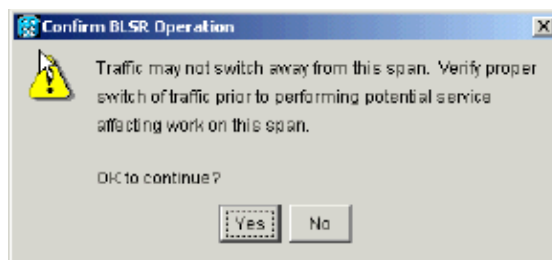 Confirm BLSR Operation
Traffic may not switch away from this span. Verify proper
switch of traffic prior to performing potential service
affecting work on this span.
OK to continue?
Yes
No